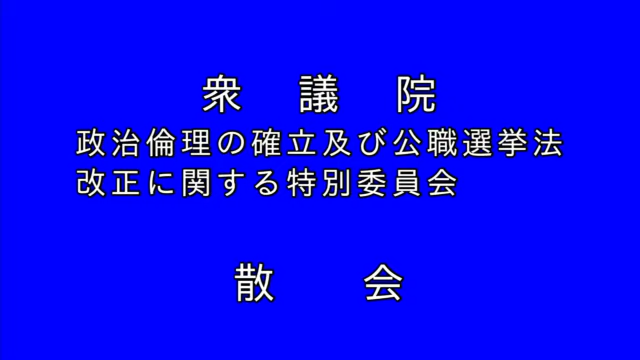 衆議院
政治倫理の確立及び公職選挙法
改正に関する特別委員会
散会